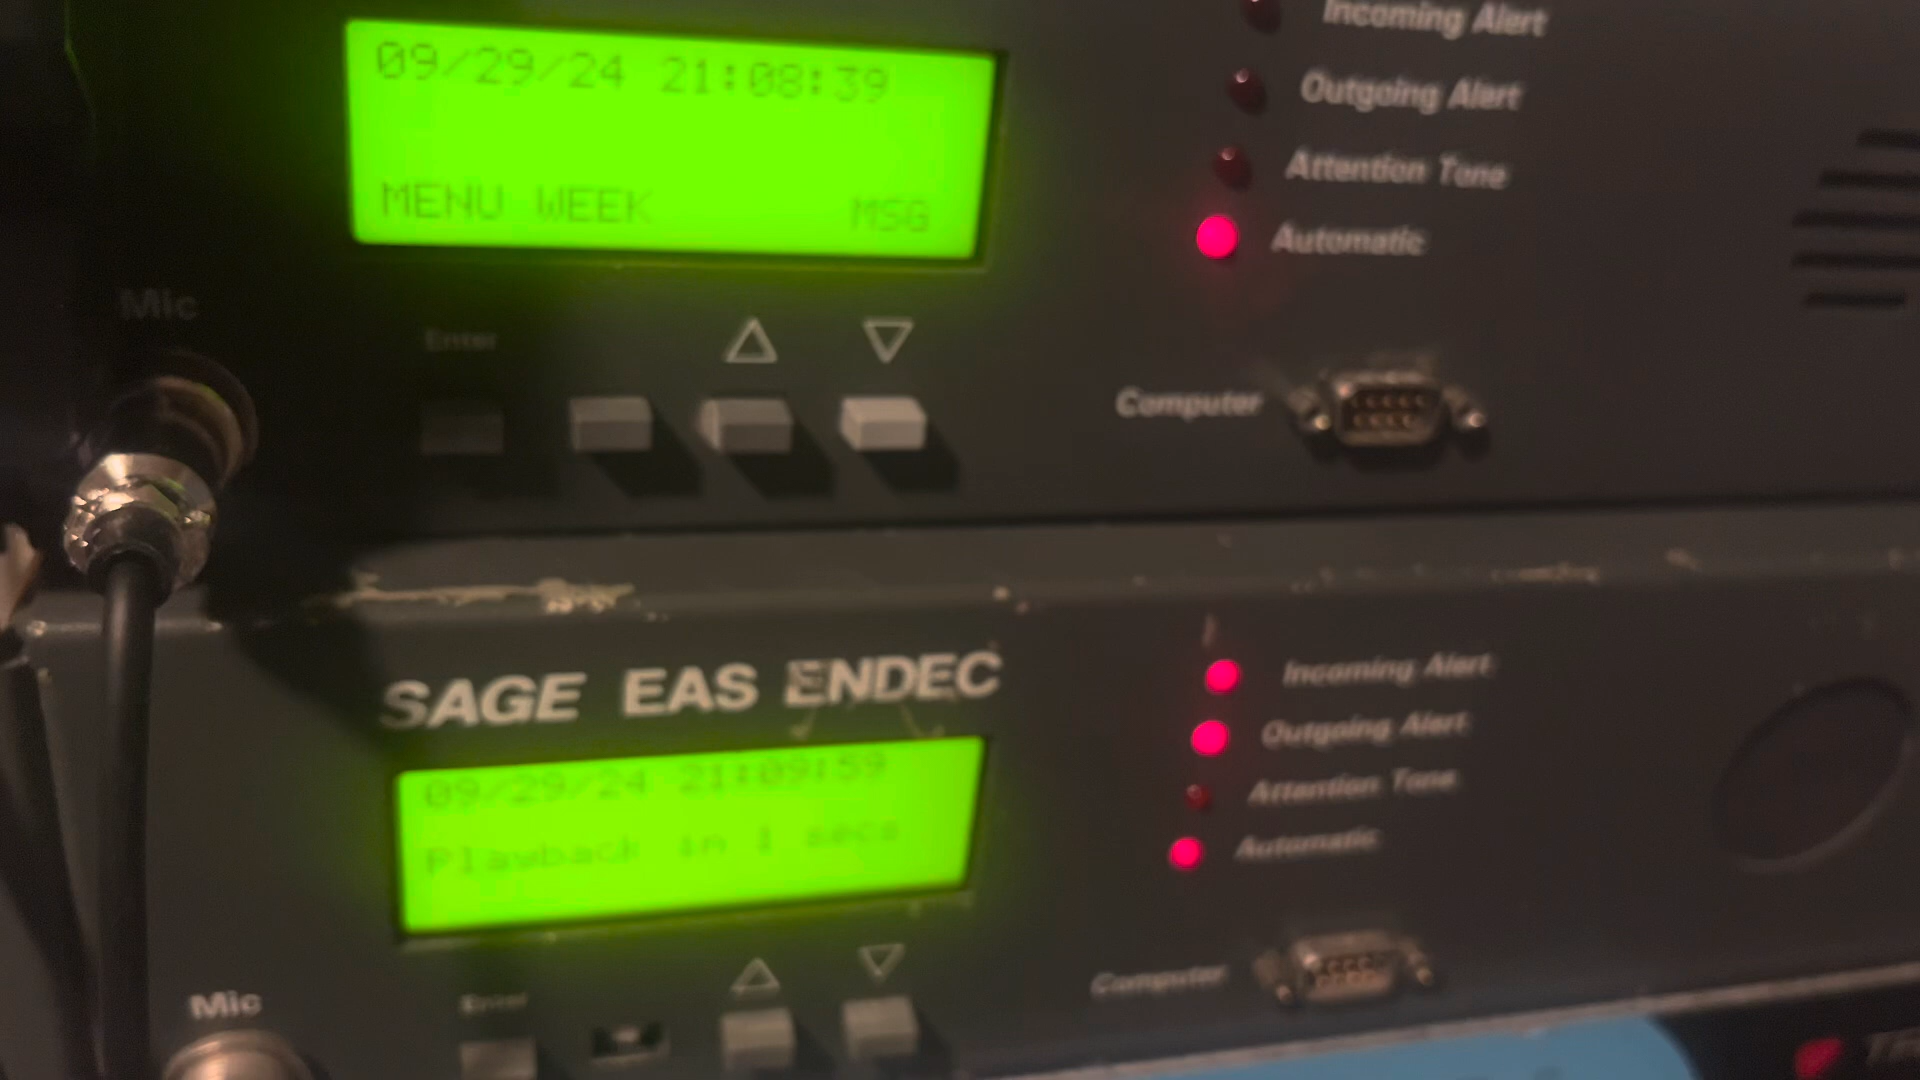 Incoming Alert
09/29/24 21:08:39
Outgoing Alert
Attention Tone
MENU WEEK MSG
Automatic
Mic
Enter
Computer
SAGE EAS ENDEC
Incoming Alert
Outgoing Alert
09/29/24 21:09:59
Attention Tone
Playback in 1 secs
Automatic
Computer
Mic
Enter